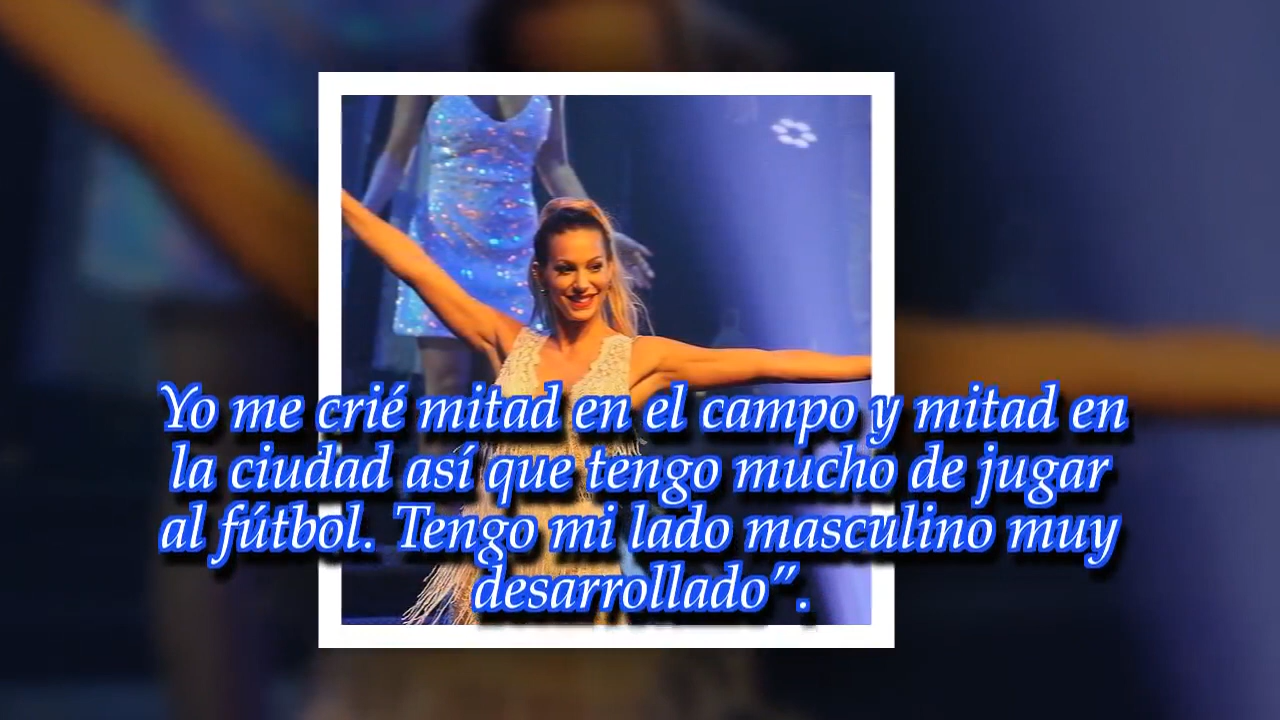 Yo me crié mitad en el campo y mitad en
la ciudad así que tengo mucho de jugar
al fútbol. Tengo mi lado masculino muy
desarrollado”.